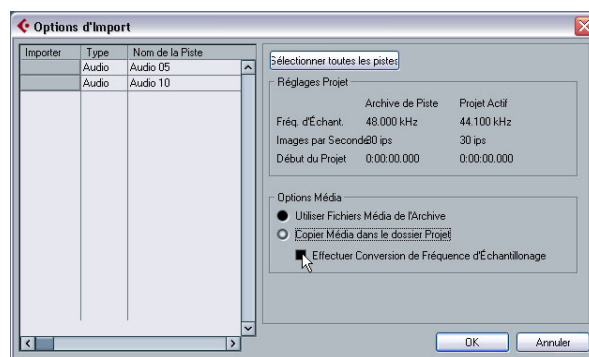 Options d'Import
Importer Type Nom de la Piste
Audio Audio 05
Audio Audio 10
Sélectionner toutes les pistes
Réglages Projet
Archive de Piste Projet Actif
Fréq. d'Échant. 48.000 kHz 44.100 kHz
Images par Seconde 30 ips 30 ips
Début du Projet 0:00:00.000 0:00:00.000
Options Média
Utiliser Fichiers Média de l'Archive
Copier Média dans le dossier Projet
Effectuer Conversion de Fréquence d'Échantillonage
OK Annuler